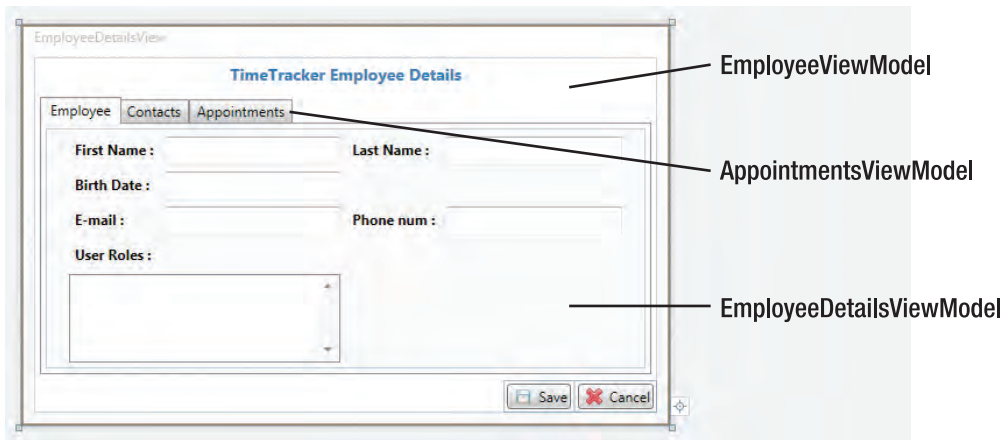 EmployeeDetailsView
TimeTracker Employee Details
EmployeeViewModel
Employee Contacts Appointments
First Name : Last Name :
AppointmentsViewModel
Birth Date :
E-mail : Phone num :
User Roles :
EmployeeDetailsViewModel
Save Cancel